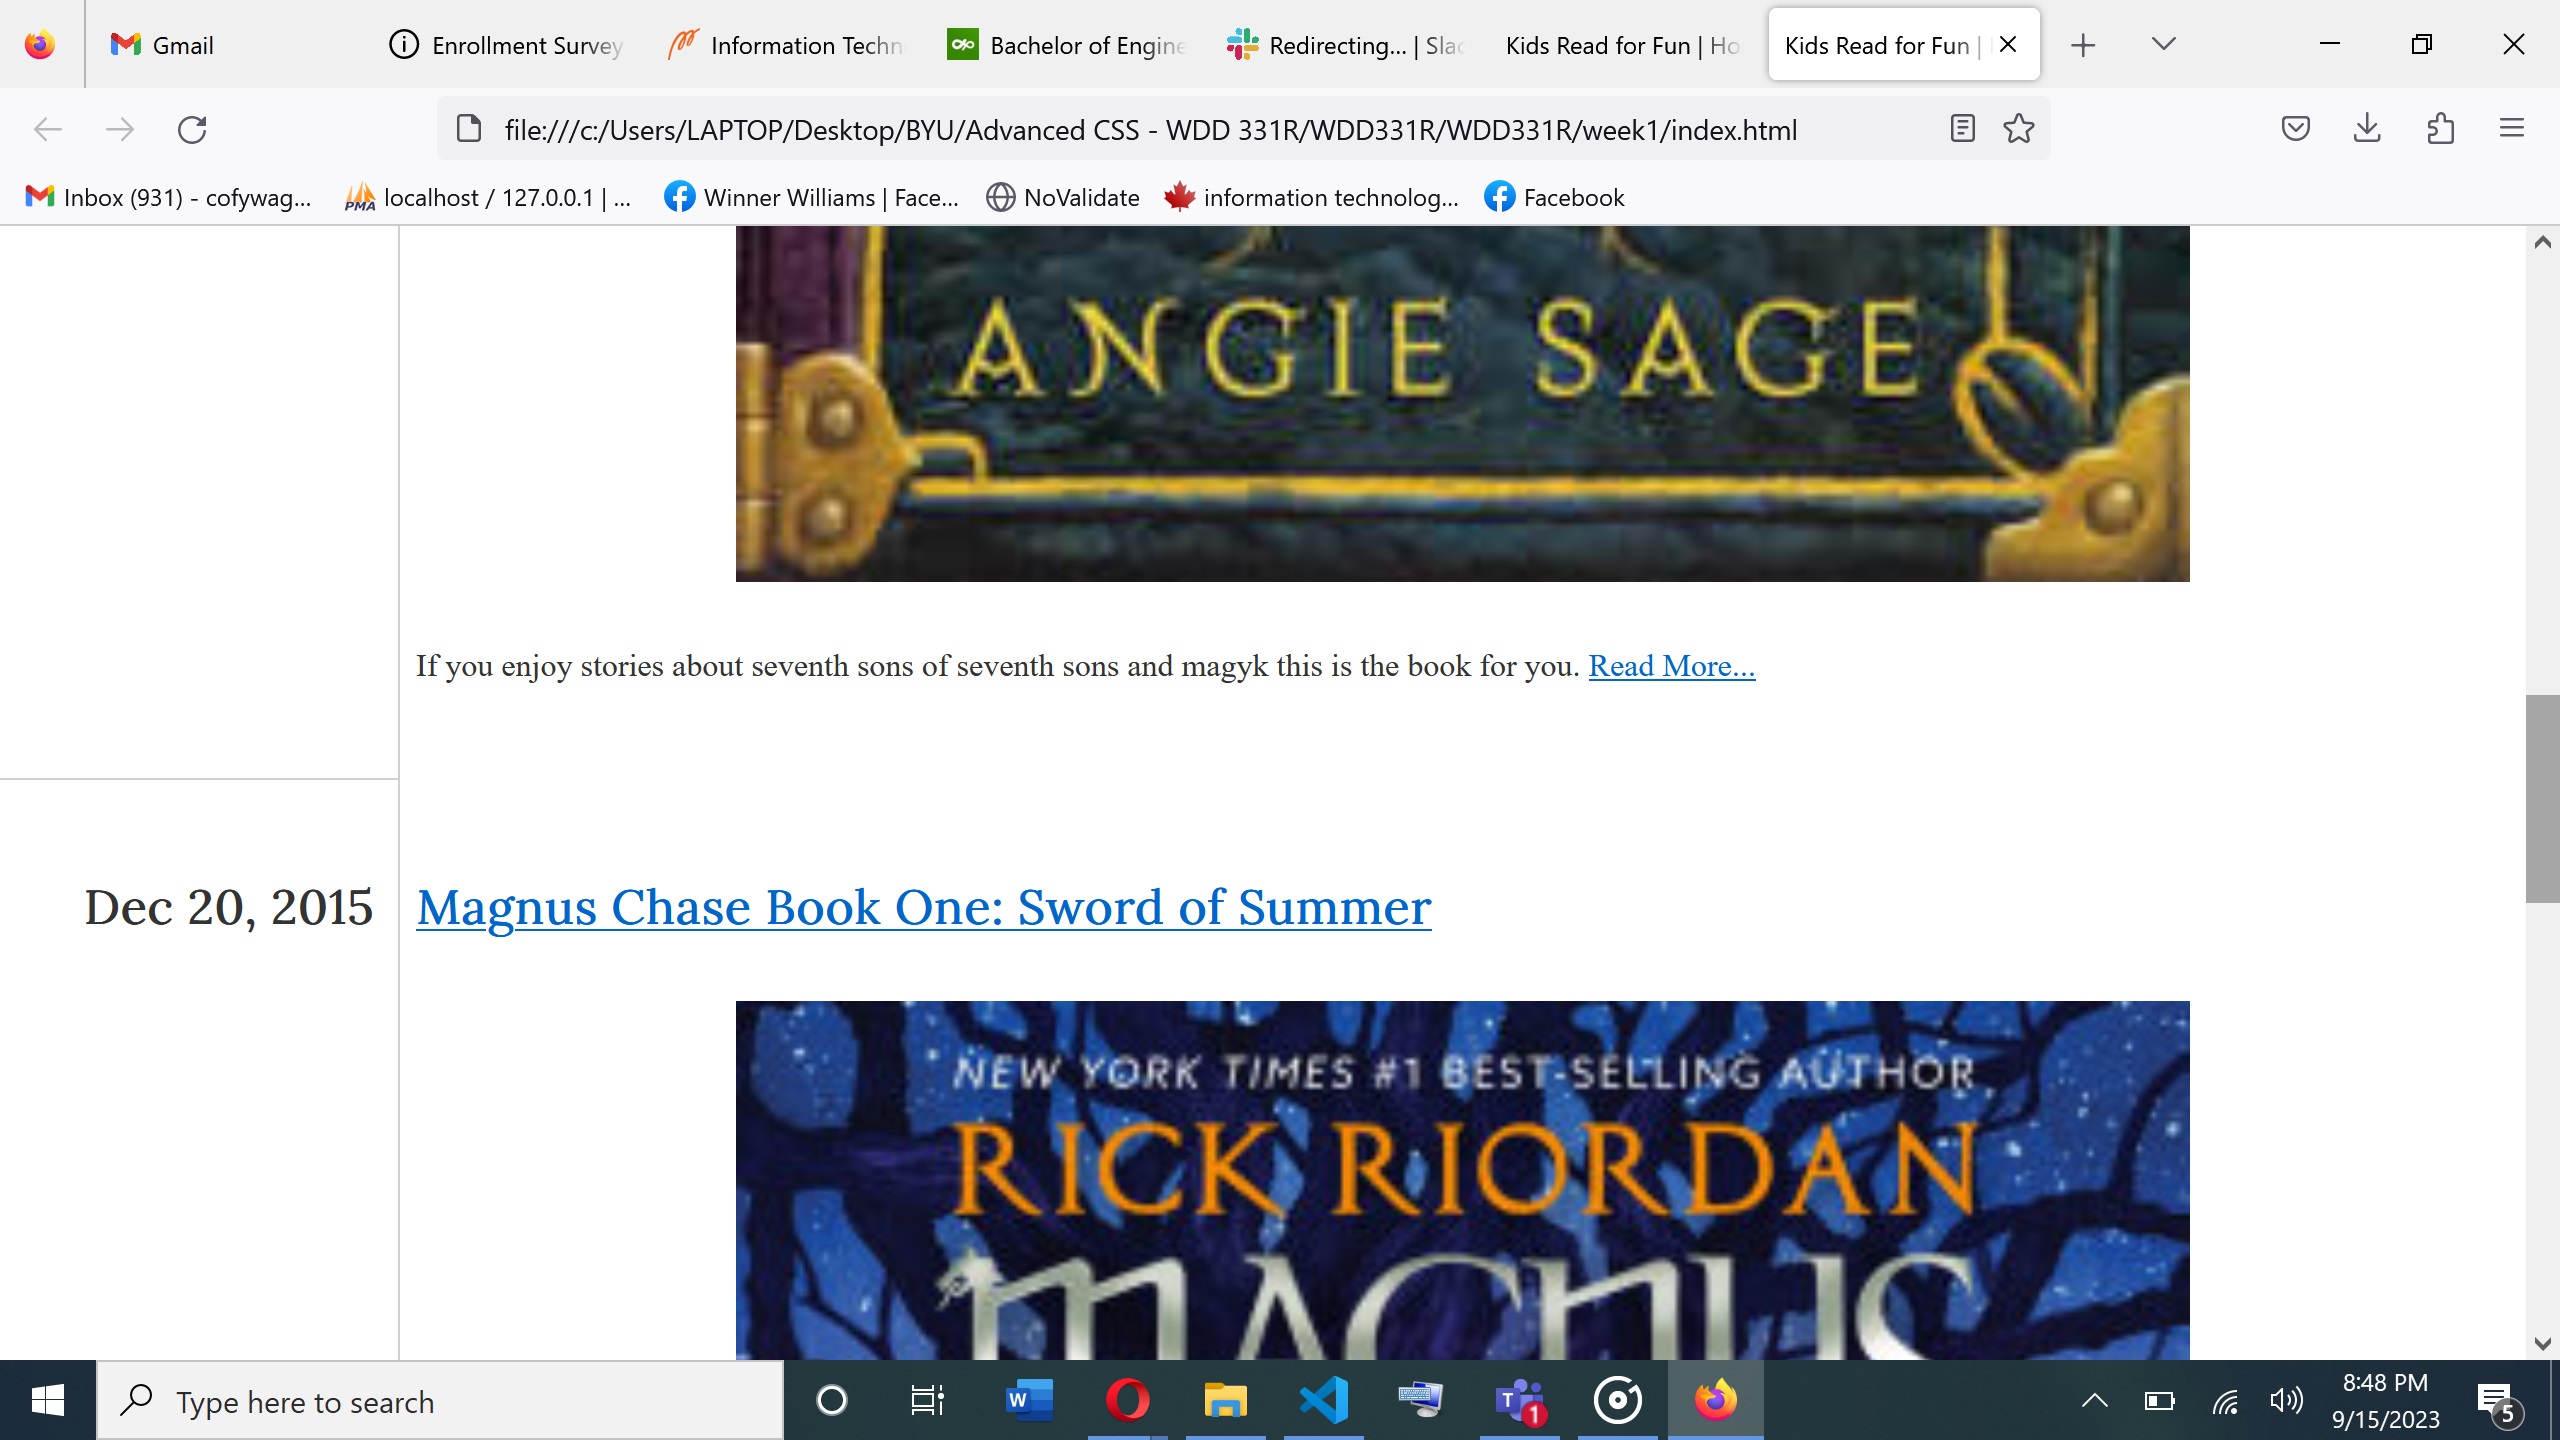 Gmail
Enrollment Survey
Information Techn
Bachelor of Engine
Redirecting... | Slac
Kids Read for Fun | Ho
Kids Read for Fun |
file:///c:/Users/LAPTOP/Desktop/BYU/Advanced CSS - WDD 331R/WDD331R/WDD331R/week1/index.html
Inbox (931) - cofywag...
PMA
localhost / 127.0.0.1 | ...
Winner Williams | Face...
NoValidate
information technolog...
Facebook
ANGIE SAGE
If you enjoy stories about seventh sons of seventh sons and magyk this is the book for you. Read More...
Dec 20, 2015
Magnus Chase Book One: Sword of Summer
NEW YORK TIMES #1 BEST-SELLING AUTHOR
RICK RIORDAN
MAGNUS
Type here to search
W
T
1
8:48 PM
9/15/2023
5